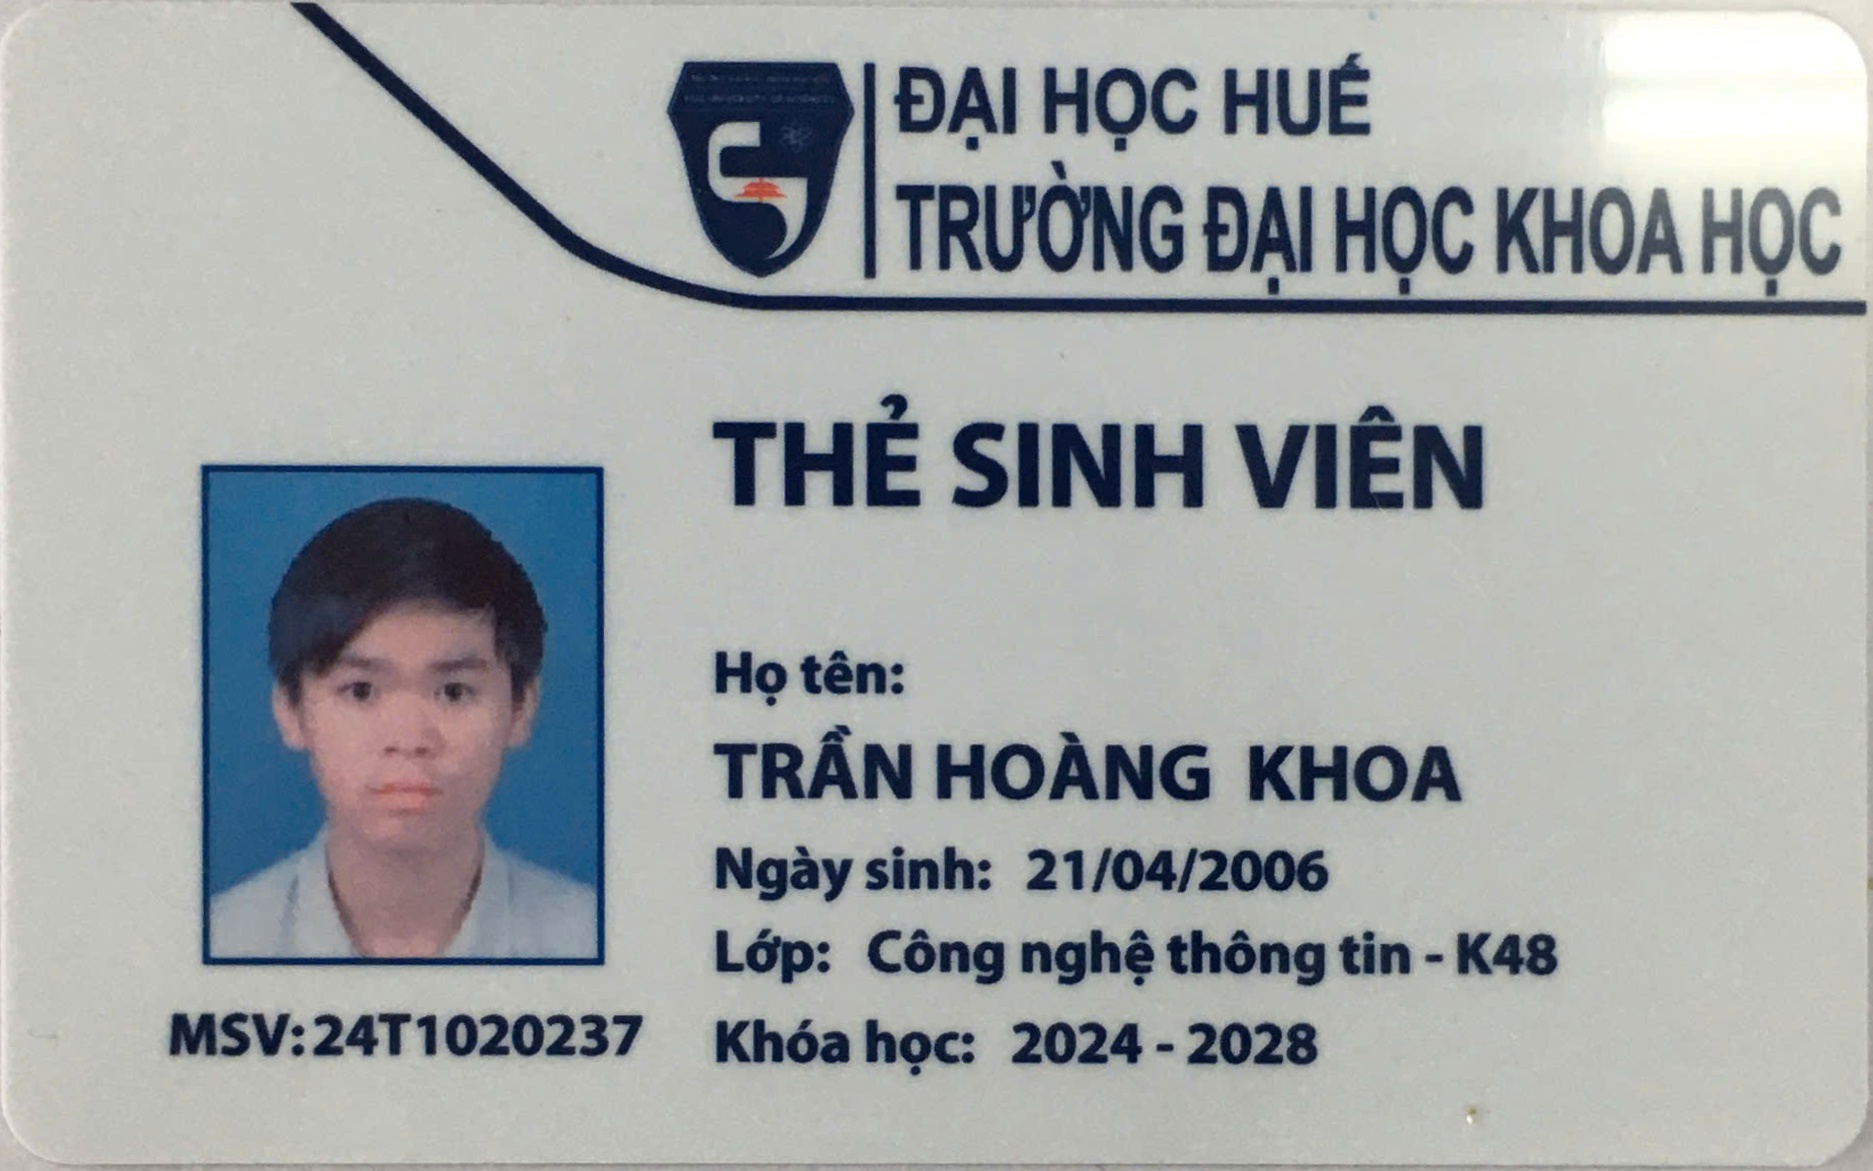 ĐẠI HỌC HUẾ
TRƯỜNG ĐẠI HỌC KHOA HỌC
THẺ SINH VIÊN
Họ tên:
TRẦN HOÀNG KHOA
Ngày sinh: 21/04/2006
Lớp: Công nghệ thông tin - K48
MSV:24T1020237
Khóa học: 2024 - 2028